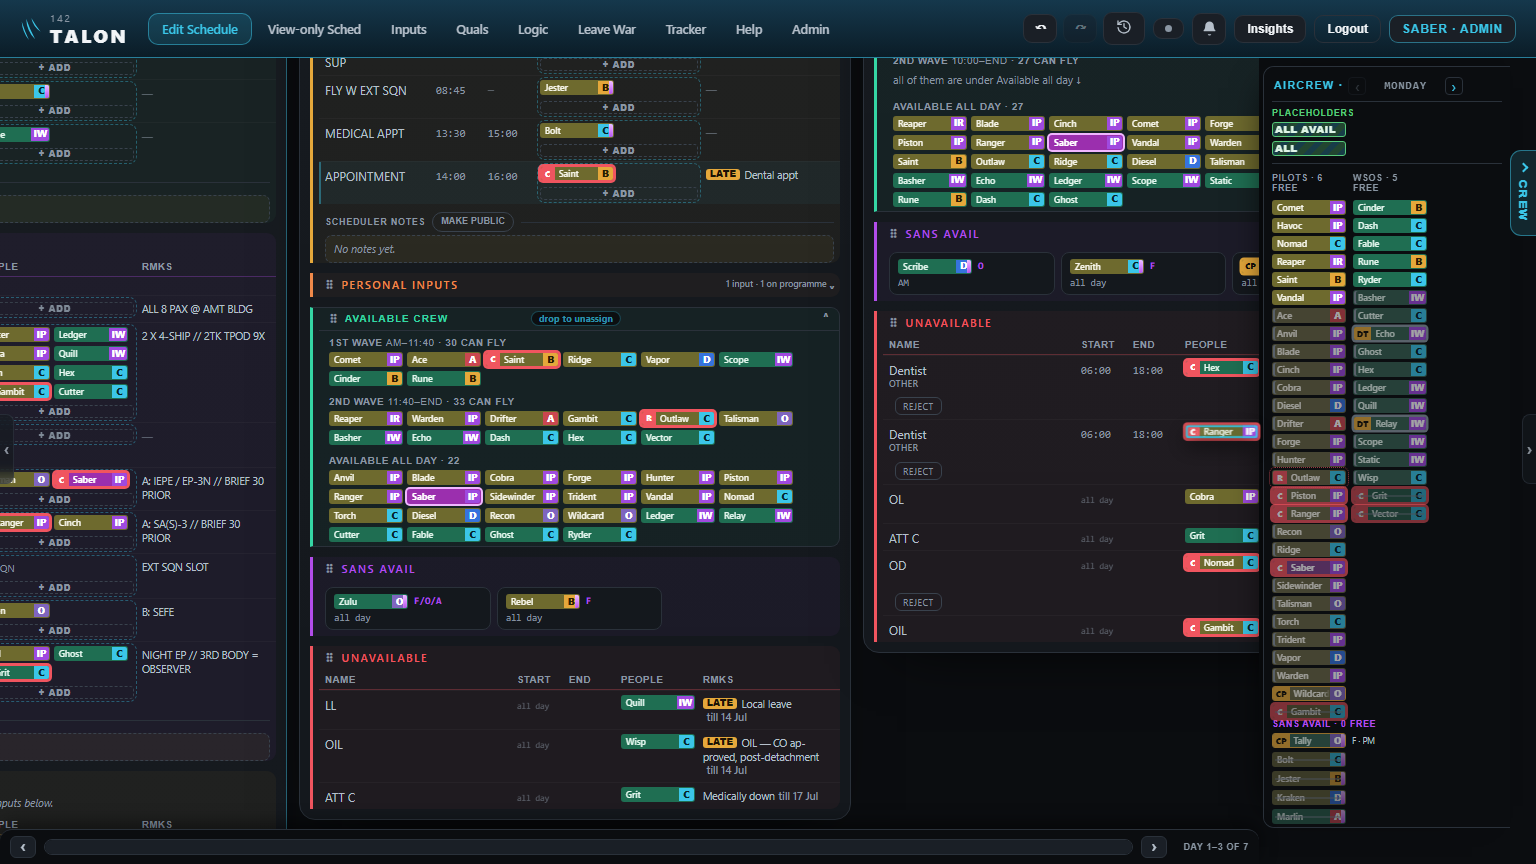 142
TALON
Edit Schedule
View-only Sched
Inputs
Quals
Logic
Leave War
Tracker
Help
Admin
Insights
Logout
SABER · ADMIN
+ ADD
C
+ ADD
—
IW
+ ADD
—
RMKS
+ ADD
ALL 8 PAX @ AMT BLDG
IP Ledger IW
2 X 4-SHIP // 2TK TPOD 9X
IP Quill IW
C Hex C
Gambit C Cutter C
+ ADD
+ ADD
—
O C Saber IP
A: IEPE / EP-3N // BRIEF 30 PRIOR
+ ADD
IP Cinch IP
A: SA(S)-3 // BRIEF 30 PRIOR
+ ADD
EXT SQN SLOT
+ ADD
O
B: SEFE
+ ADD
IP Ghost C
NIGHT EP // 3RD BODY = OBSERVER
C
+ ADD
RMKS
SUP
+ ADD
FLY W EXT SQN 08:45 – Jester B —
+ ADD
MEDICAL APPT 13:30 15:00 Bolt C —
+ ADD
APPOINTMENT 14:00 16:00 C Saint B LATE Dental appt
+ ADD
SCHEDULER NOTES MAKE PUBLIC
No notes yet.
PERSONAL INPUTS 1 input · 1 on programme
AVAILABLE CREW drop to unassign
1ST WAVE AM–11:40 · 30 CAN FLY
Comet IP Ace A C Saint B Ridge C Vapor D Scope IW
Cinder B Rune B
2ND WAVE 11:40–END · 33 CAN FLY
Reaper IR Warden IP Drifter A Gambit C R Outlaw C Talisman O
Basher IW Echo IW Dash C Hex C Vector C
AVAILABLE ALL DAY · 22
Anvil IP Blade IP Cobra IP Forge IP Hunter IP Piston IP
Ranger IP Saber IP Sidewinder IP Trident IP Vandal IP Nomad C
Torch C Diesel D Recon O Wildcard O Ledger IW Relay IW
Cutter C Fable C Ghost C Ryder C
SANS AVAIL
Zulu O F/O/A
all day
Rebel B F
all day
UNAVAILABLE
NAME START END PEOPLE RMKS
LL all day Quill IW LATE Local leave
till 14 Jul
OIL all day Wisp C LATE OIL — CO ap-
proved, post-detachment
till 14 Jul
ATT C all day Grit C Medically down till 17 Jul
2ND WAVE 10:00–END · 27 CAN FLY
all of them are under Available all day ↓
AVAILABLE ALL DAY · 27
Reaper IR Blade IP Cinch IP Comet IP Forge
Piston IP Ranger IP Saber IP Vandal IP Warden
Saint B Outlaw C Ridge C Diesel D Talisman
Basher IW Echo IW Ledger IW Scope IW Static
Rune B Dash C Ghost C
SANS AVAIL
Scribe D O
AM
Zenith C F
all day
CP
all
UNAVAILABLE
NAME START END PEOPLE
Dentist 06:00 18:00 C Hex C
OTHER
REJECT
Dentist 06:00 18:00 C Ranger IP
OTHER
REJECT
OL all day Cobra IP
ATT C all day Grit C
OD all day C Nomad C
REJECT
OIL all day C Gambit C
AIRCREW · ‹ MONDAY ›
PLACEHOLDERS
ALL AVAIL
ALL
PILOTS · 6 FREE
WSOS · 5 FREE
Comet IP Cinder B
Havoc IP Dash C
Nomad C Fable C
Reaper IR Rune B
Saint B Ryder C
Vandal IP Basher IW
Ace A Cutter C
Anvil IP DT Echo IW
Blade IP Ghost C
Cinch IP Hex C
Cobra IP Ledger IW
Diesel D Quill IW
Drifter A DT Relay IW
Forge IP Scope IW
Hunter IP Static IW
R Outlaw C Wisp C
C Piston IP C Grit C
C Ranger IP C Vector C
Recon O
Ridge C
C Saber IP
Sidewinder IP
Talisman O
Torch C
Trident IP
Vapor D
Warden IP
CP Wildcard O
C Gambit C
SANS AVAIL · 0 FREE
CP Tally O F · PM
Bolt C
Jester B
Kraken D
Marlin A
CREW
DAY 1–3 OF 7